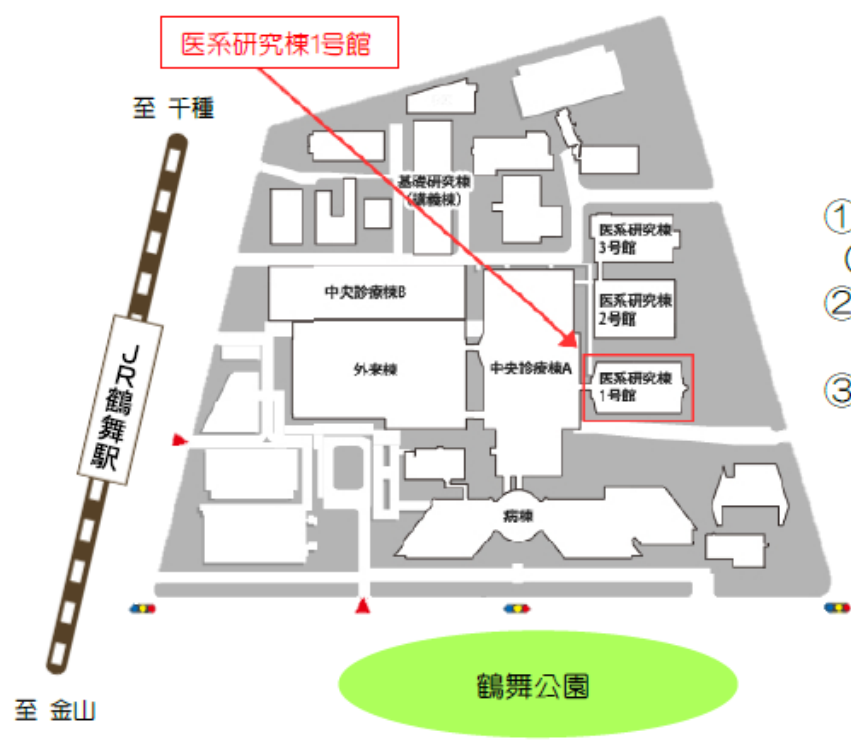 医系研究棟1号館
至 千種
基礎研究棟
（講義棟）
①
医系研究棟
3号館
（
中央診療棟B
医系研究棟
2号館
②
JR鶴舞駅
外来棟
中央診療棟A
医系研究棟
1号館
③
病棟
鶴舞公園
至 金山